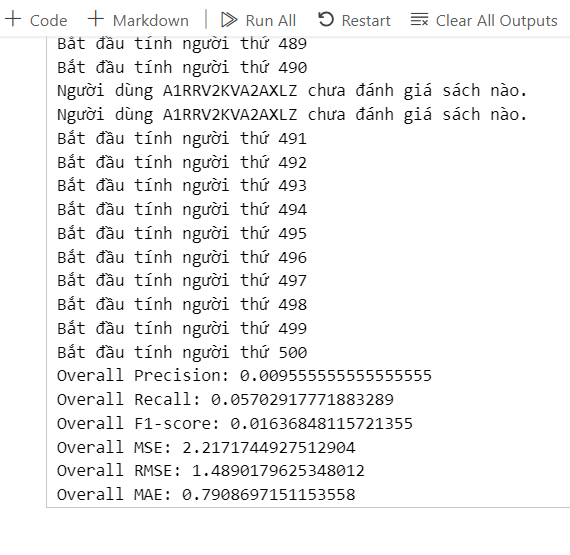 Code Markdown Run All Restart Clear All Outputs
Bắt đầu tính người thứ 489
Bắt đầu tính người thứ 490
Người dùng A1RRV2KVA2AXLZ chưa đánh giá sách nào.
Người dùng A1RRV2KVA2AXLZ chưa đánh giá sách nào.
Bắt đầu tính người thứ 491
Bắt đầu tính người thứ 492
Bắt đầu tính người thứ 493
Bắt đầu tính người thứ 494
Bắt đầu tính người thứ 495
Bắt đầu tính người thứ 496
Bắt đầu tính người thứ 497
Bắt đầu tính người thứ 498
Bắt đầu tính người thứ 499
Bắt đầu tính người thứ 500
Overall Precision: 0.009555555555555555
Overall Recall: 0.05702917771883289
Overall F1-score: 0.01636848115721355
Overall MSE: 2.2171744927512904
Overall RMSE: 1.4890179625348012
Overall MAE: 0.7908697151153558